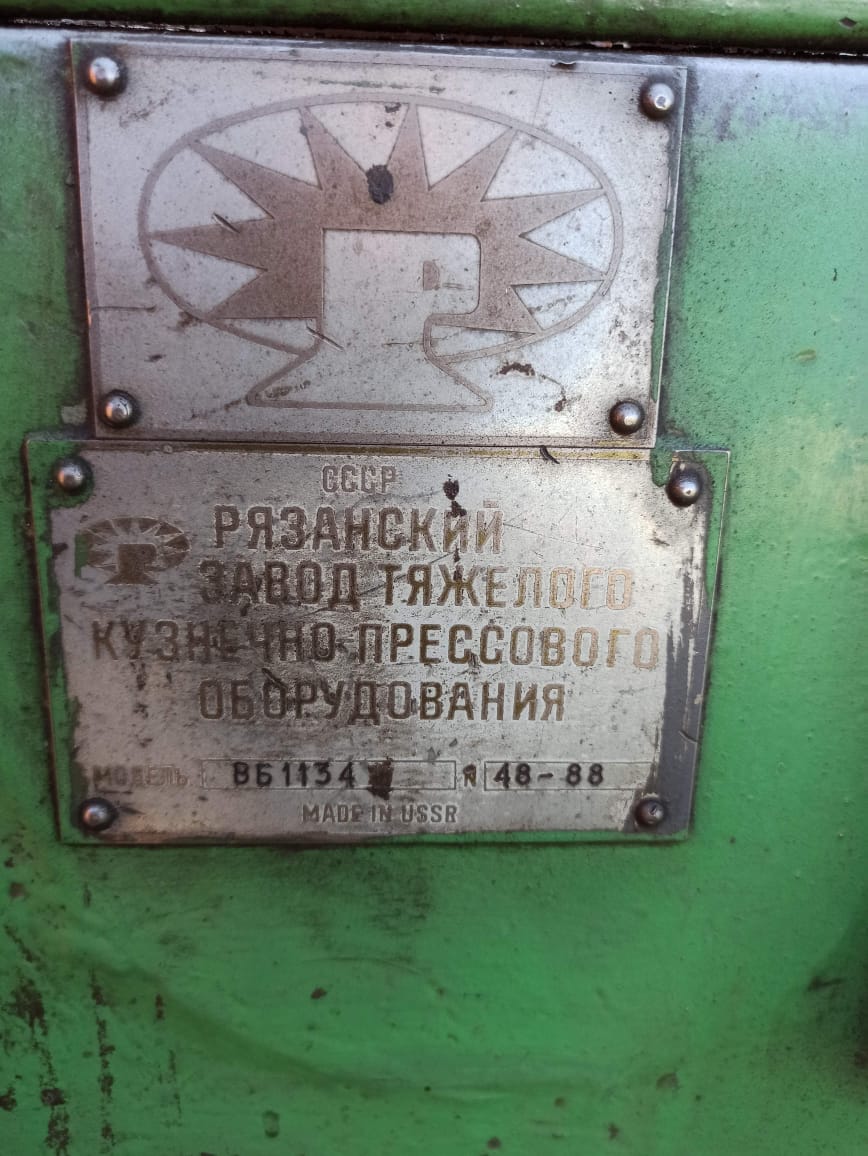 СССР
РЯЗАНСКИЙ
ЗАВОД ТЯЖЕЛОГО
КУЗНЕЧНО-ПРЕССОВОГО
ОБОРУДОВАНИЯ
МОДЕЛЬ ВБ1134 N 48-88
MADE IN USSR